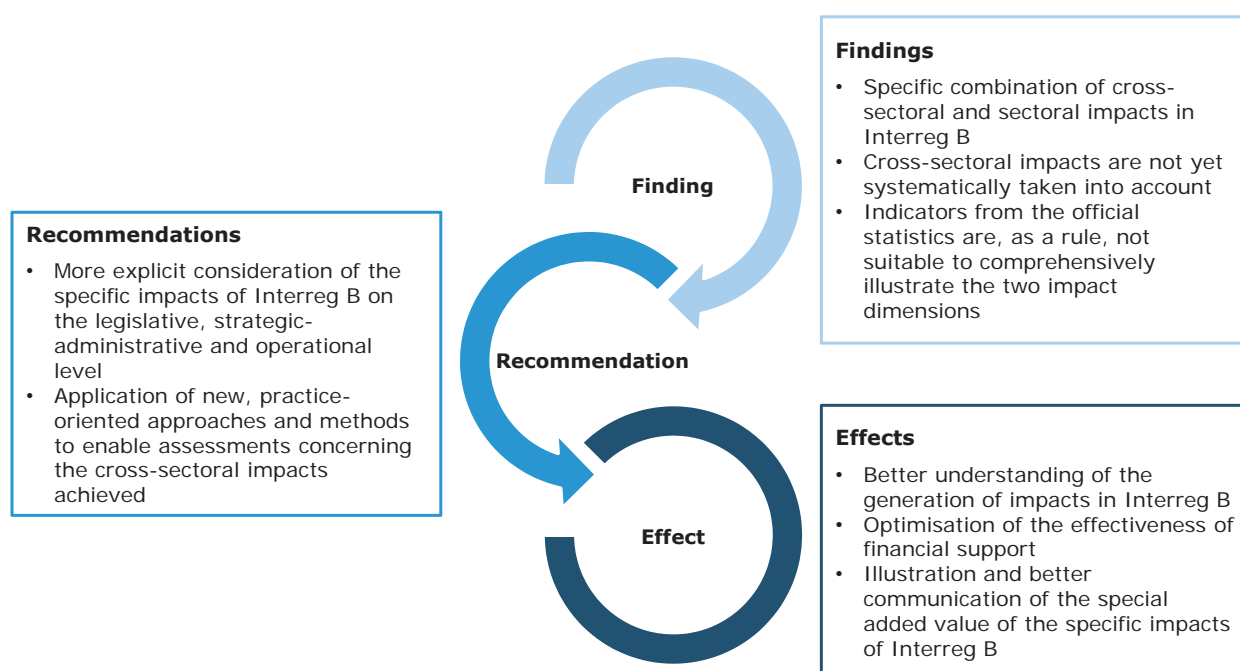 Findings
• Specific combination of cross-
sectoral and sectoral impacts in
Interreg B
• Cross-sectoral impacts are not yet
systematically taken into account
• Indicators from the official
statistics are, as a rule, not
suitable to comprehensively
illustrate the two impact
dimensions
Finding
Recommendations
• More explicit consideration of the
specific impacts of Interreg B on
the legislative, strategic-
administrative and operational
level
• Application of new, practice-
oriented approaches and methods
to enable assessments concerning
the cross-sectoral impacts
achieved
Recommendation
Effect
Effects
• Better understanding of the
generation of impacts in Interreg B
• Optimisation of the effectiveness of
financial support
• Illustration and better
communication of the special
added value of the specific impacts
of Interreg B